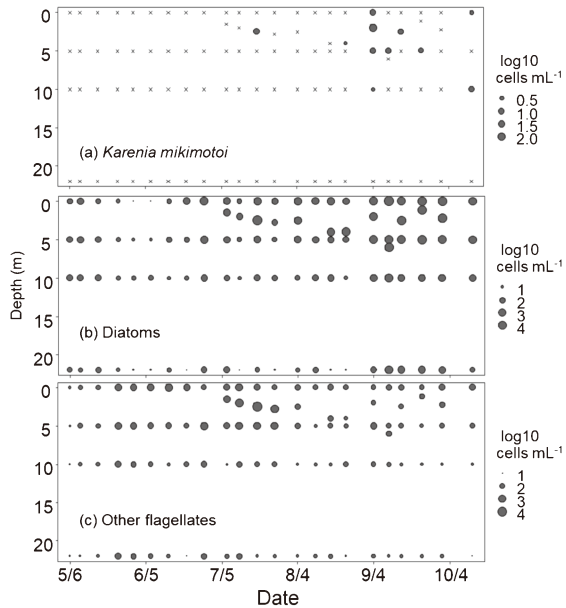 0
5
10
15
20
(a) Karenia mikimotoi
log10
cells mL-1
0.5
1.0
1.5
2.0
0
5
10
15
20
(b) Diatoms
Depth (m)
log10
cells mL-1
1
2
3
4
0
5
10
15
20
(c) Other flagellates
log10
cells mL-1
1
2
3
4
5/6 6/5 7/5 8/4 9/4 10/4
Date